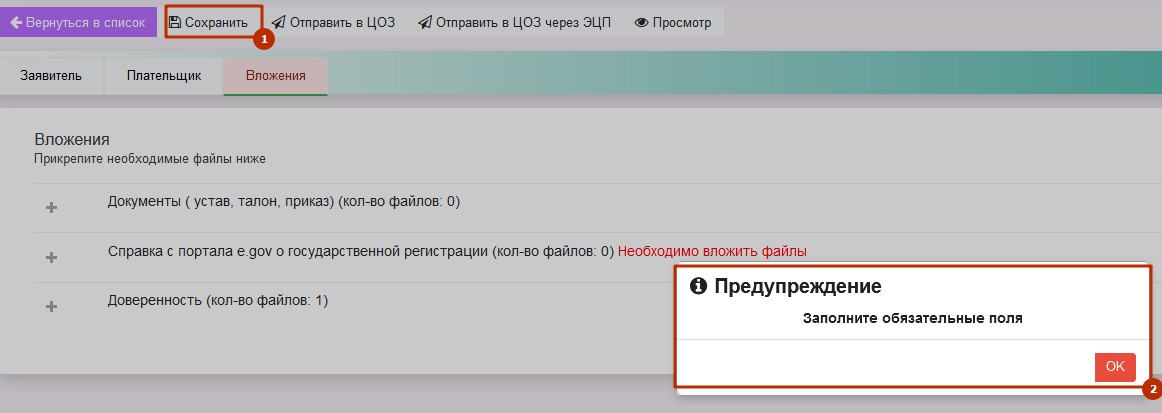 Вернуться в список Сохранить Отправить в ЦОЗ Отправить в ЦОЗ через ЭЦП Просмотр
1
Заявитель Плательщик Вложения
Вложения
Прикрепите необходимые файлы ниже
Документы ( устав, талон, приказ) (кол-во файлов: 0)
Справка с портала e.gov о государственной регистрации (кол-во файлов: 0) Необходимо вложить файлы
Доверенность (кол-во файлов: 1)
Предупреждение
Заполните обязательные поля
OK
2